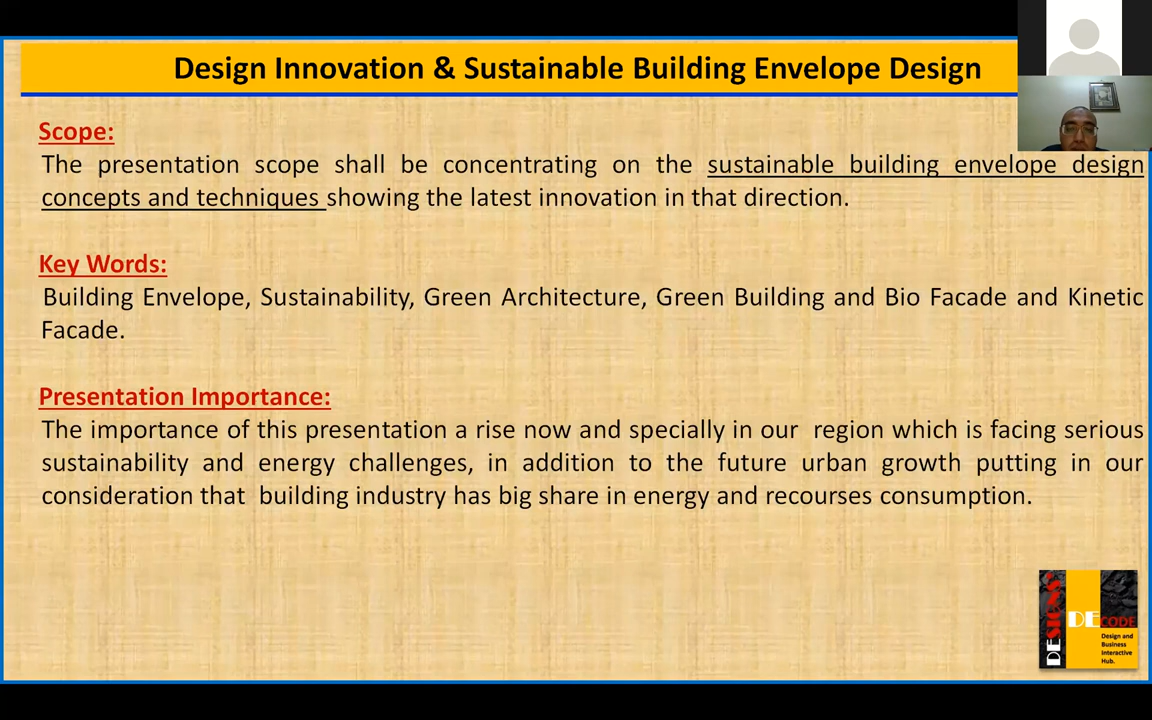 Design Innovation & Sustainable Building Envelope Design
Scope:
The presentation scope shall be concentrating on the sustainable building envelope design
concepts and techniques showing the latest innovation in that direction.
Key Words:
Building Envelope, Sustainability, Green Architecture, Green Building and Bio Facade and Kinetic
Facade.
Presentation Importance:
The importance of this presentation a rise now and specially in our region which is facing serious
sustainability and energy challenges, in addition to the future urban growth putting in our
consideration that building industry has big share in energy and recourses consumption.
DESIGNS
DECODE
Design and
Business
Interactive
Hub.